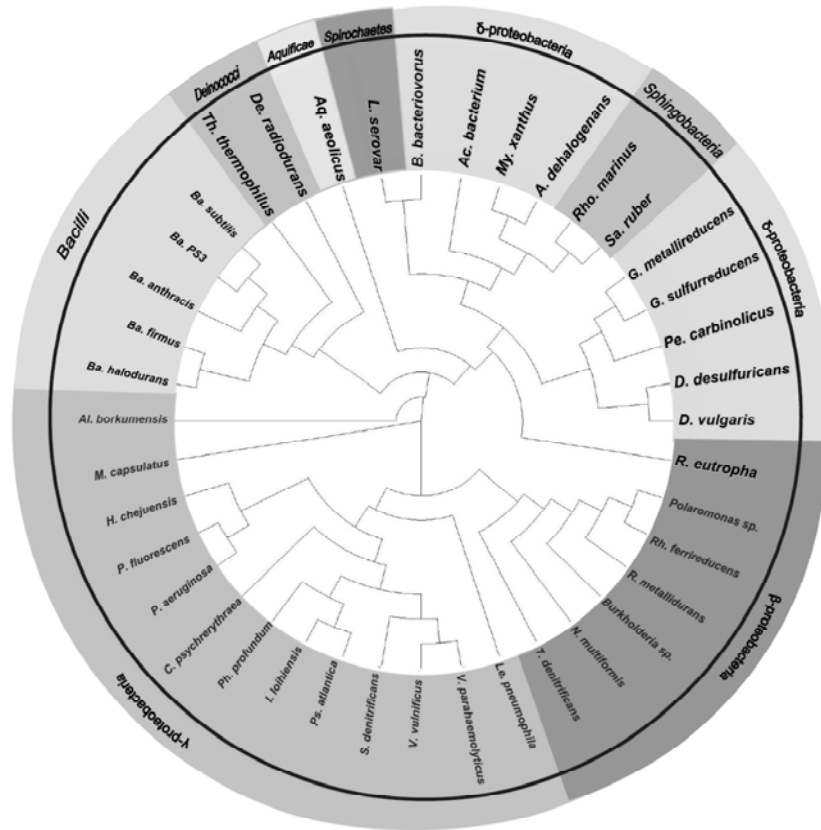 δ-proteobacteria
Spirochaetes
Aquificae
Deinococci
Bacilli
Sphingobacteria
δ-proteobacteria
β-proteobacteria
γ-proteobacteria
L. serovar
B. bacteriovorus
Ac. bacterium
My. xanthus
A. dehalogenans
Rho. marinus
Sa. ruber
G. metallireducens
G. sulfurreducens
Pe. carbinolicus
D. desulfuricans
D. vulgaris
R. eutropha
Polaromonas sp.
Rh. ferrireducens
R. metallidurans
Burkholderia sp.
N. multiformis
T. denitrificans
Le. pneumophila
V. parahaemolyticus
V. vulnificus
S. denitrificans
Ps. atlantica
I. loihiensis
Ph. profundum
C. psychrerythraea
P. aeruginosa
P. fluorescens
H. chejuensis
M. capsulatus
Al. borkumensis
Ba. halodurans
Ba. firmus
Ba. anthracis
Ba. PS3
Ba. subtilis
Th. thermophilus
De. radiodurans
Aq. aeolicus